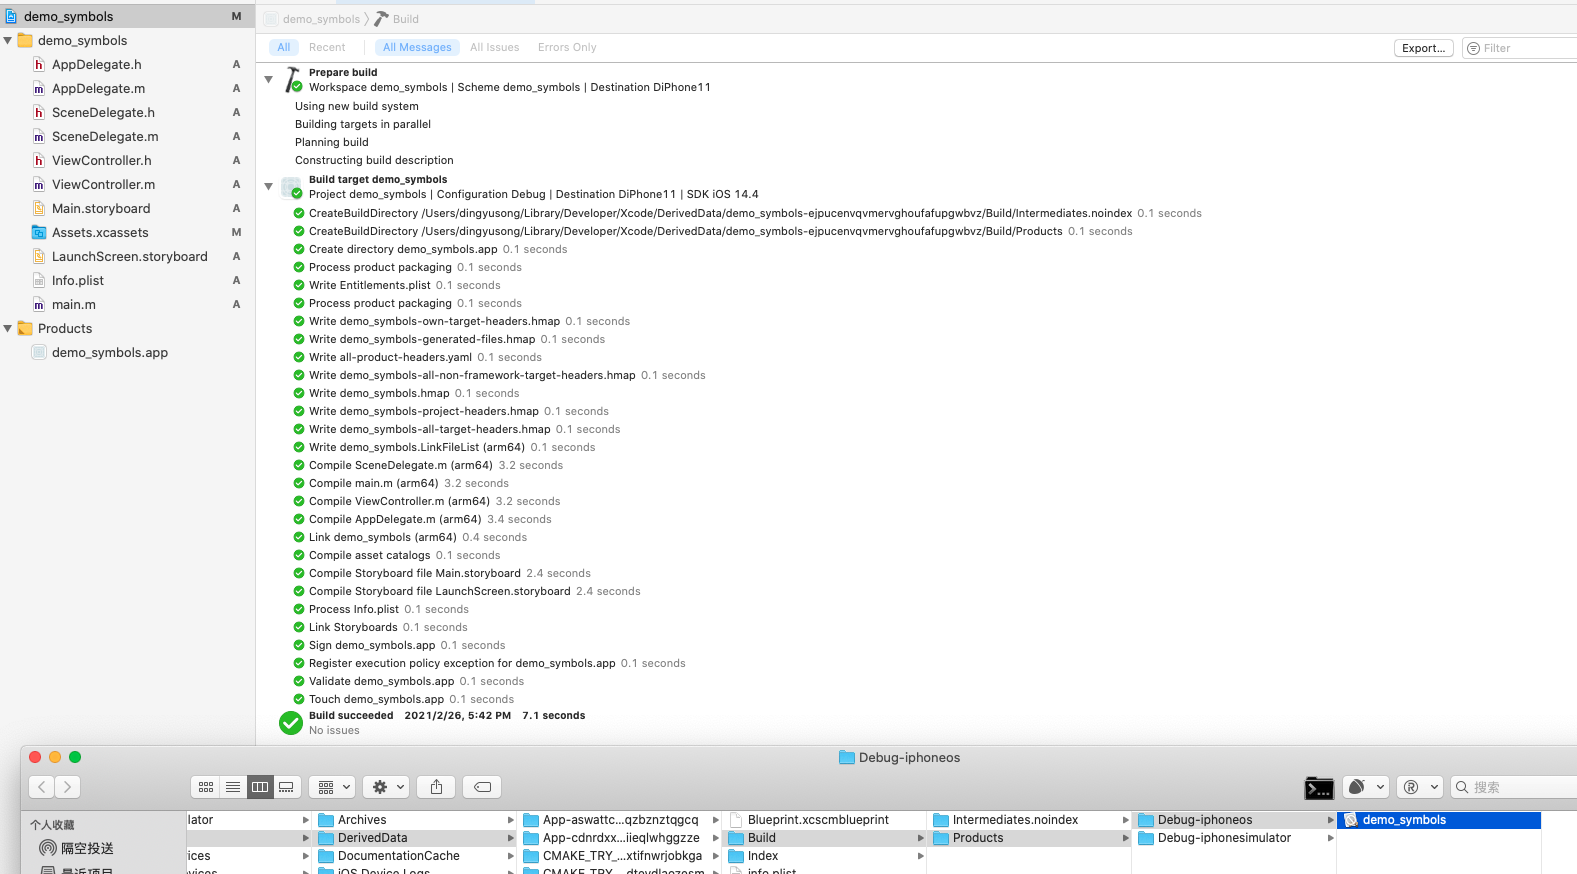 demo_symbols M
demo_symbols
AppDelegate.h A
AppDelegate.m A
SceneDelegate.h A
SceneDelegate.m A
ViewController.h A
ViewController.m A
Main.storyboard A
Assets.xcassets M
LaunchScreen.storyboard A
Info.plist A
main.m A
Products
demo_symbols.app
demo_symbols Build
All Recent All Messages All Issues Errors Only Export... Filter
Prepare build
Workspace demo_symbols | Scheme demo_symbols | Destination DiPhone11
Using new build system
Building targets in parallel
Planning build
Constructing build description
Build target demo_symbols
Project demo_symbols | Configuration Debug | Destination DiPhone11 | SDK iOS 14.4
CreateBuildDirectory /Users/dingyusong/Library/Developer/Xcode/DerivedData/demo_symbols-ejpucenvqvmervghoufafupgwbvz/Build/Intermediates.noindex 0.1 seconds
CreateBuildDirectory /Users/dingyusong/Library/Developer/Xcode/DerivedData/demo_symbols-ejpucenvqvmervghoufafupgwbvz/Build/Products 0.1 seconds
Create directory demo_symbols.app 0.1 seconds
Process product packaging 0.1 seconds
Write Entitlements.plist 0.1 seconds
Process product packaging 0.1 seconds
Write demo_symbols-own-target-headers.hmap 0.1 seconds
Write demo_symbols-generated-files.hmap 0.1 seconds
Write all-product-headers.yaml 0.1 seconds
Write demo_symbols-all-non-framework-target-headers.hmap 0.1 seconds
Write demo_symbols.hmap 0.1 seconds
Write demo_symbols-project-headers.hmap 0.1 seconds
Write demo_symbols-all-target-headers.hmap 0.1 seconds
Write demo_symbols.LinkFileList (arm64) 0.1 seconds
Compile SceneDelegate.m (arm64) 3.2 seconds
Compile main.m (arm64) 3.2 seconds
Compile ViewController.m (arm64) 3.2 seconds
Compile AppDelegate.m (arm64) 3.4 seconds
Link demo_symbols (arm64) 0.4 seconds
Compile asset catalogs 0.1 seconds
Compile Storyboard file Main.storyboard 2.4 seconds
Compile Storyboard file LaunchScreen.storyboard 2.4 seconds
Process Info.plist 0.1 seconds
Link Storyboards 0.1 seconds
Sign demo_symbols.app 0.1 seconds
Register execution policy exception for demo_symbols.app 0.1 seconds
Validate demo_symbols.app 0.1 seconds
Touch demo_symbols.app 0.1 seconds
Build succeeded 2021/2/26, 5:42 PM 7.1 seconds
No issues
Debug-iphoneos
搜索
个人收藏
隔空投送
最近项目
lator Archives App-aswattc...qzbznztqgcq Blueprint.xcscmblueprint Intermediates.noindex Debug-iphoneos demo_symbols
DerivedData App-cdnrdxx...iieqlwhggzze Build Products Debug-iphonesimulator
ices DocumentationCache CMAKE_TRY_...xtifnwrjobkga Index
vices iOS Device Logs CMAKE_TRY_...dteydlaezesm info.plist